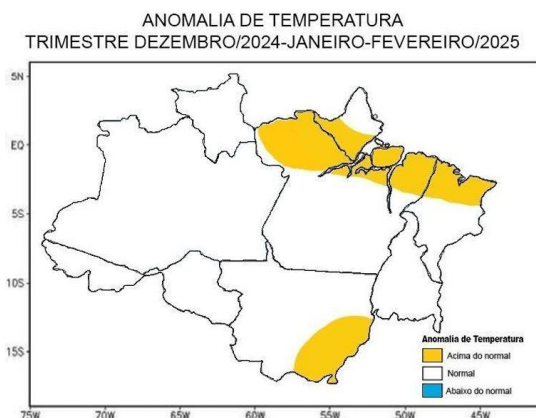 ANOMALIA DE TEMPERATURA
TRIMESTRE DEZEMBRO/2024-JANEIRO-FEVEREIRO/2025
5N
EQ
5S
10S
15S
75W
70W
65W
60W
55W
50W
45W
Anomalia de Temperatura
Acima do normal
Normal
Abaixo do normal